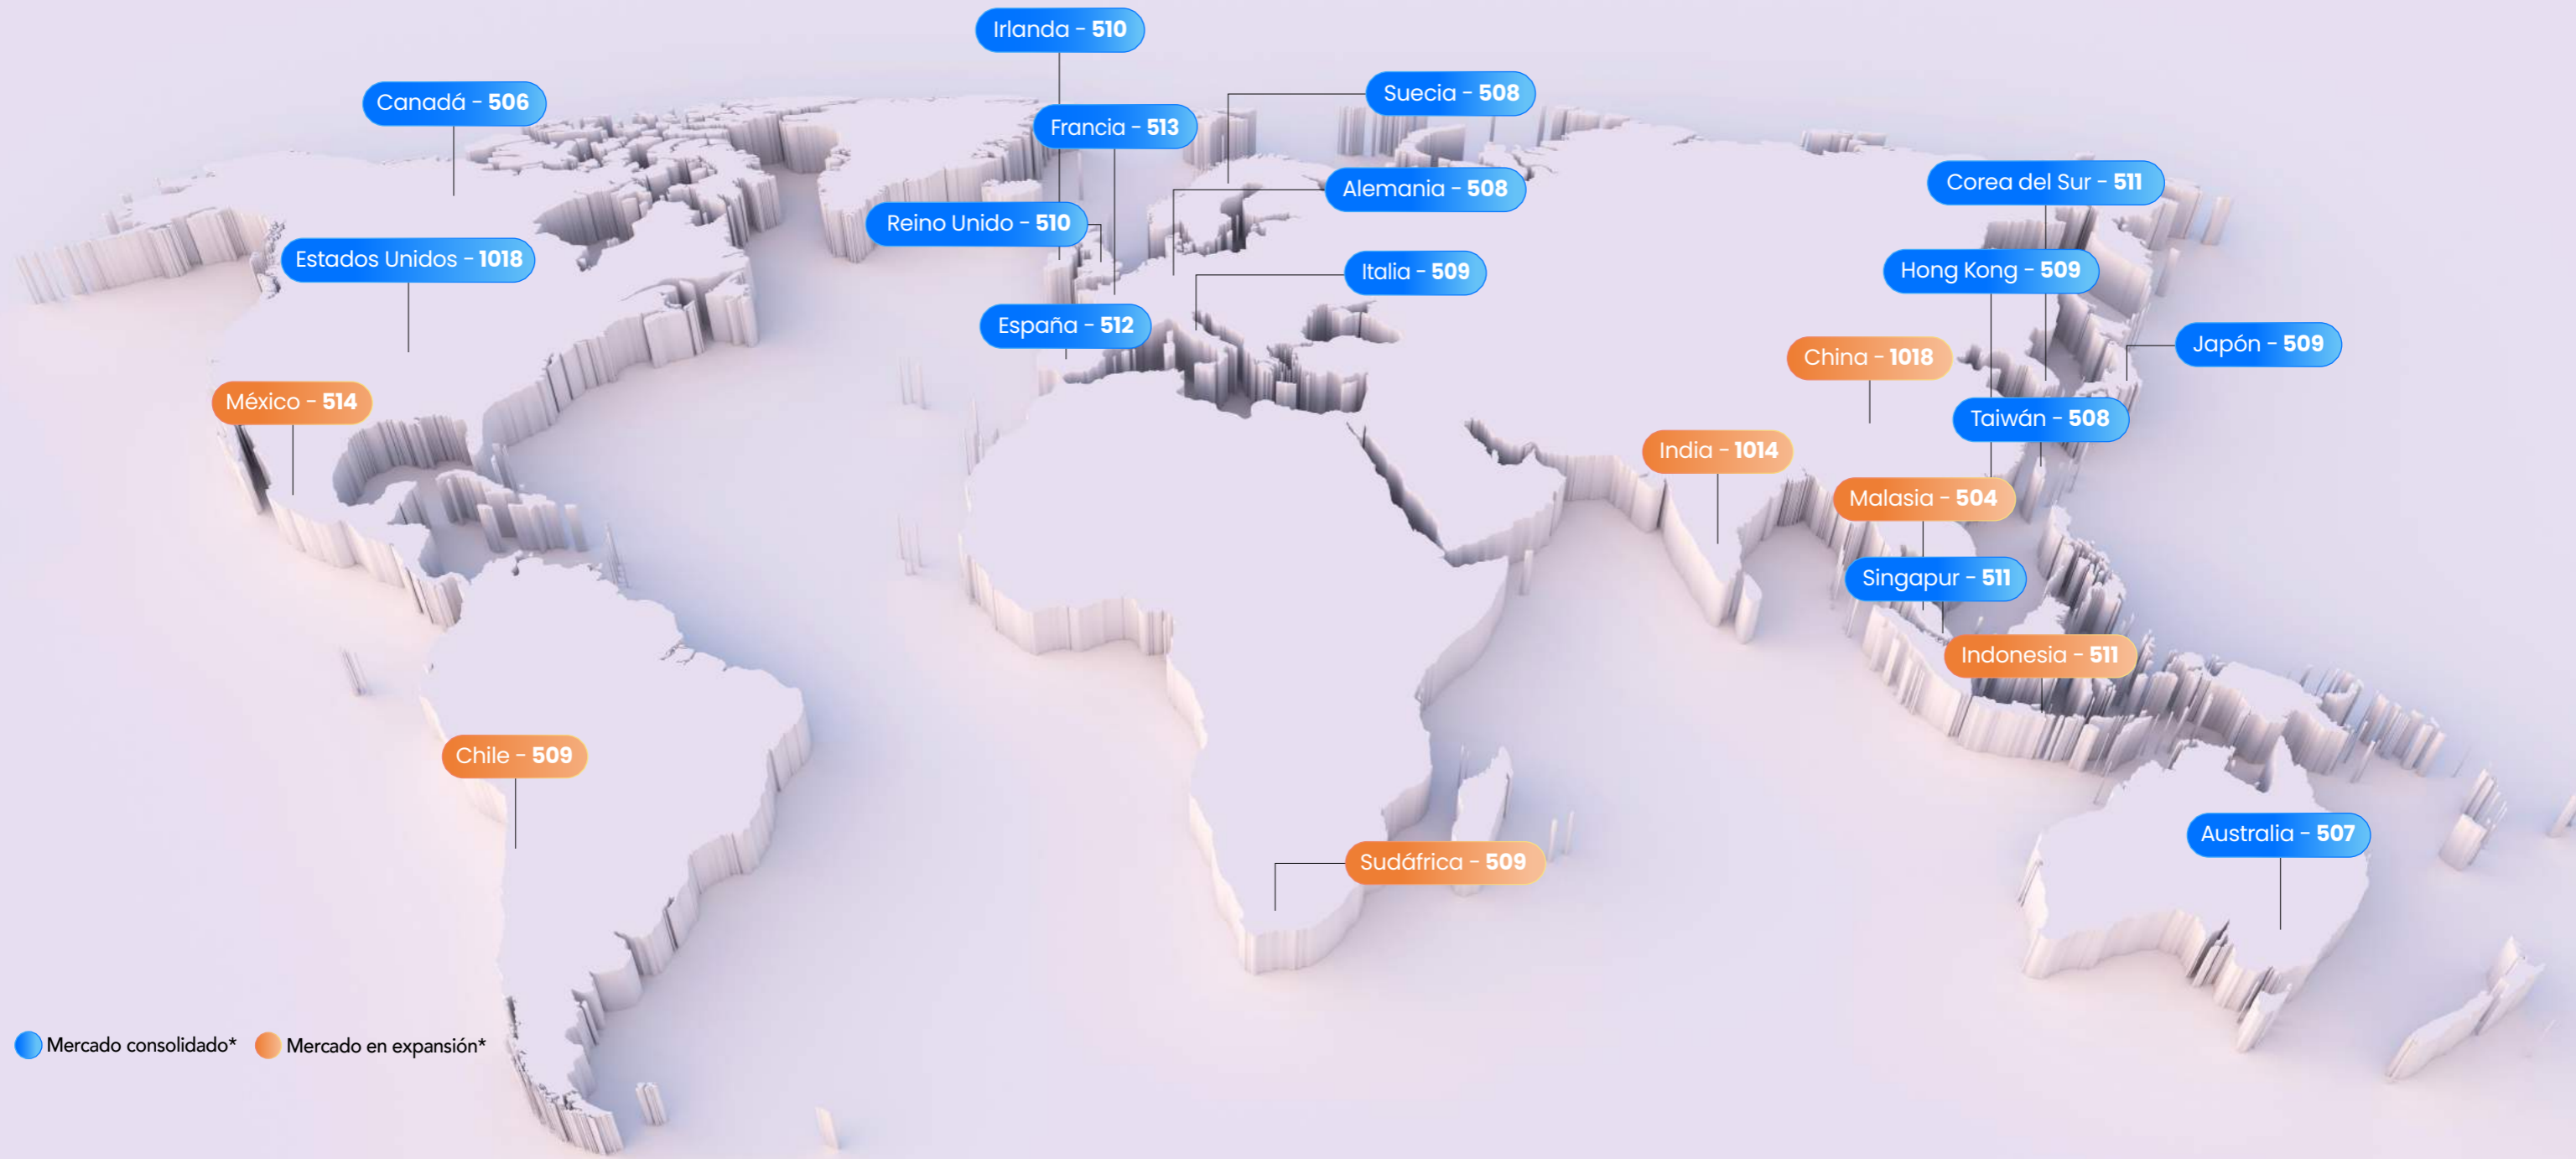 Irlanda - 510
Canadá - 506
Suecia - 508
Francia - 513
Corea del Sur - 511
Alemania - 508
Reino Unido - 510
Estados Unidos - 1018
Hong Kong - 509
Italia - 509
España - 512
Japón - 509
China - 1018
México - 514
Taiwán - 508
India - 1014
Malasia - 504
Singapur - 511
Indonesia - 511
Chile - 509
Australia - 507
Sudáfrica - 509
Mercado consolidado* Mercado en expansión*